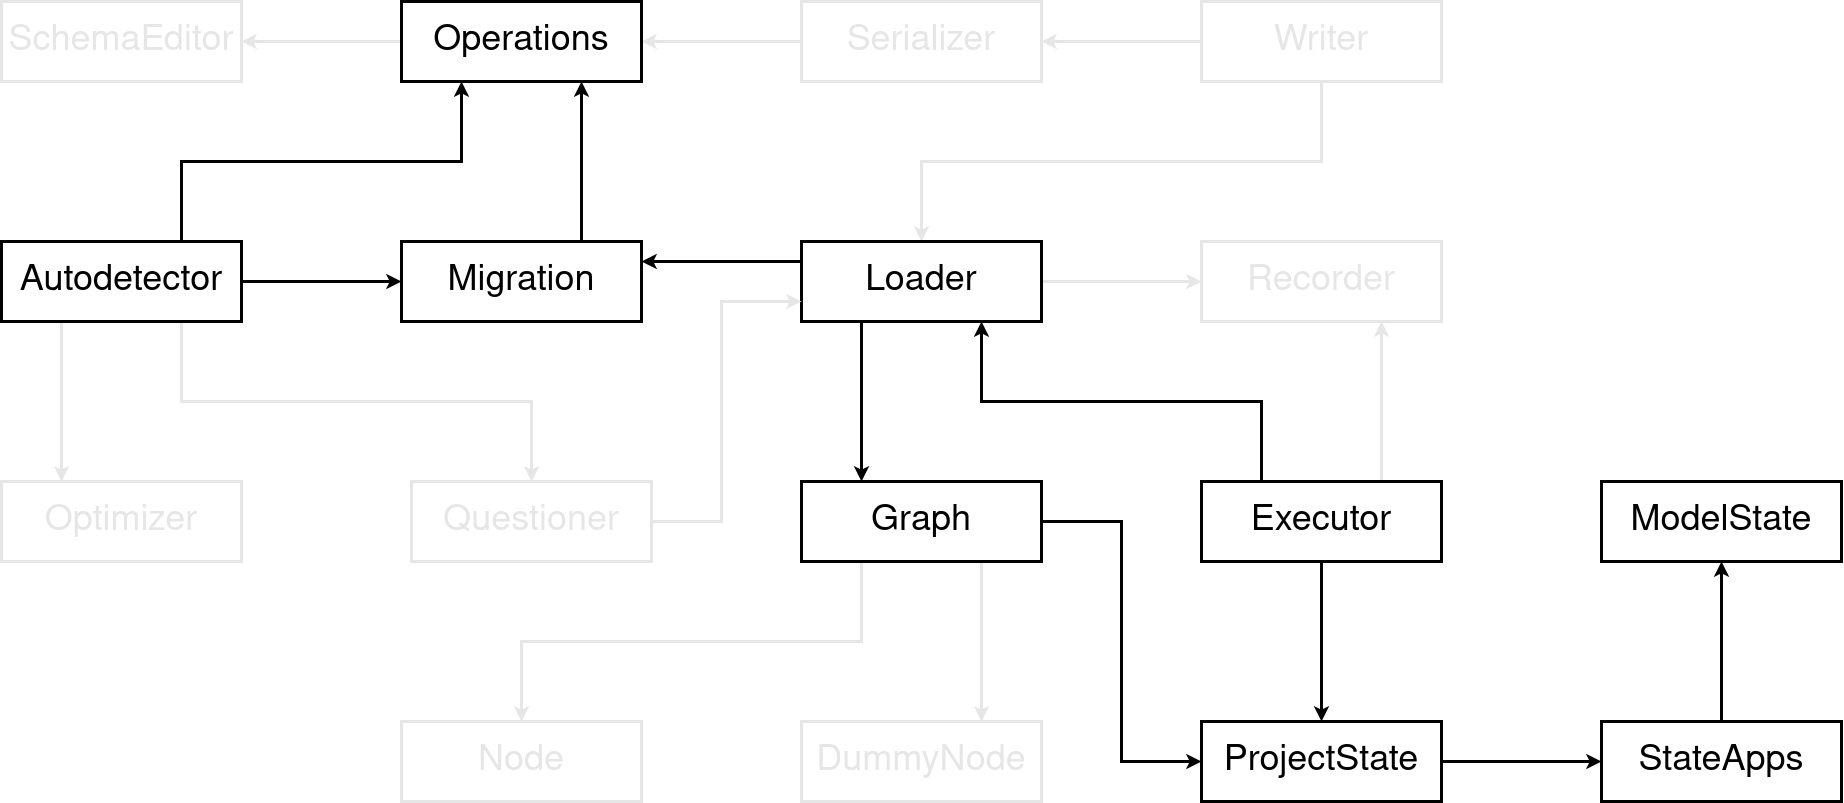 SchemaEditor
Operations
Serializer
Writer
Autodetector
Migration
Loader
Recorder
Optimizer
Questioner
Graph
Executor
ModelState
Node
DummyNode
ProjectState
StateApps